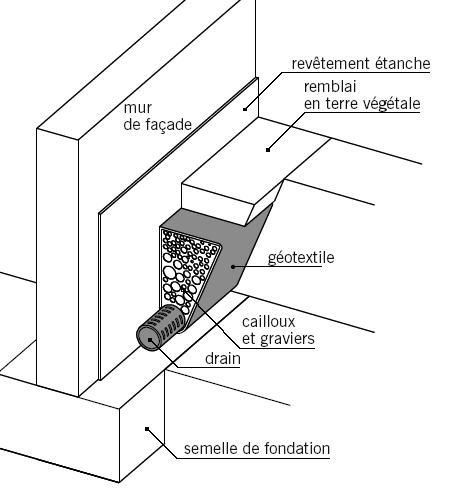 revêtement étanche
remblai
en terre végétale
mur
de façade
géotextile
cailloux
et graviers
drain
semelle de fondation